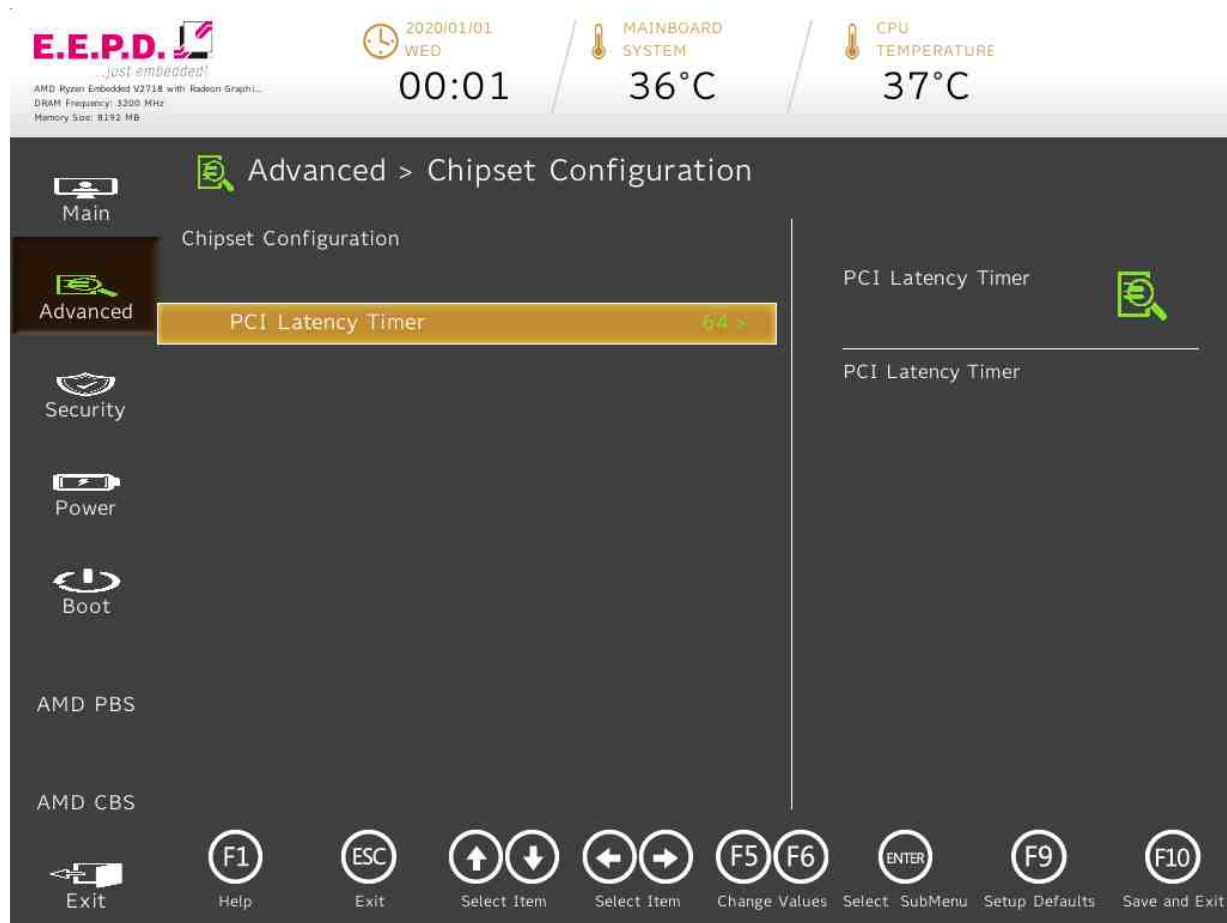 E.E.P.D.
...just embedded!
AMD Ryzen Embedded V2718 with Radeon Graphi...
DRAM Frequency: 3200 MHz
Memory Size: 8192 MB
2020/01/01
WED
00:01
MAINBOARD
SYSTEM
36°C
CPU
TEMPERATURE
37°C
Main
Advanced
Security
Power
Boot
AMD PBS
AMD CBS
Exit
Advanced > Chipset Configuration
Chipset Configuration
PCI Latency Timer 64 >
PCI Latency Timer
PCI Latency Timer
F1
Help
ESC
Exit
Select Item
Select Item
F5 F6
Change Values
ENTER
Select SubMenu
F9
Setup Defaults
F10
Save and Exit